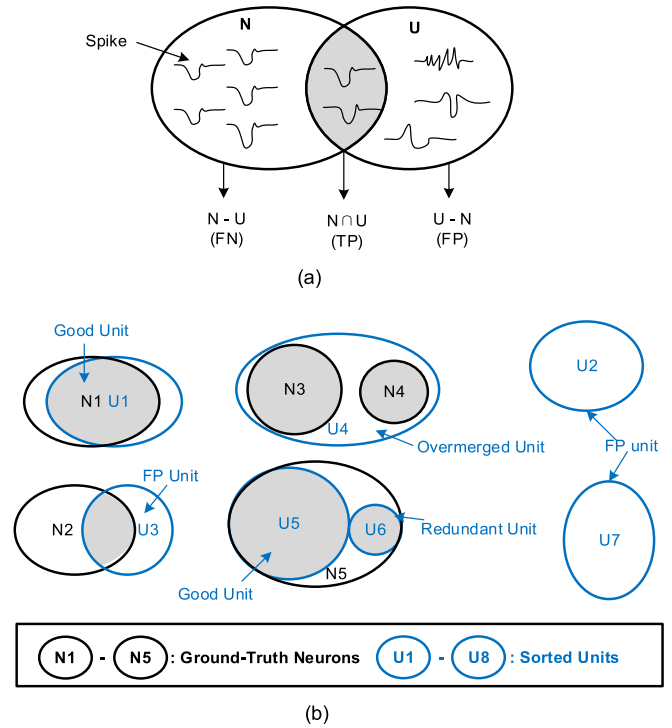 N
U
Spike
N - U
(FN)
N ∩ U
(TP)
U - N
(FP)
(a)
Good Unit
N1 U1
N3
N4
U4
Overmerged Unit
U2
FP unit
FP Unit
N2
U3
U5
U6
Redundant Unit
N5
Good Unit
U7
N1 - N5 : Ground-Truth Neurons U1 - U8 : Sorted Units
(b)